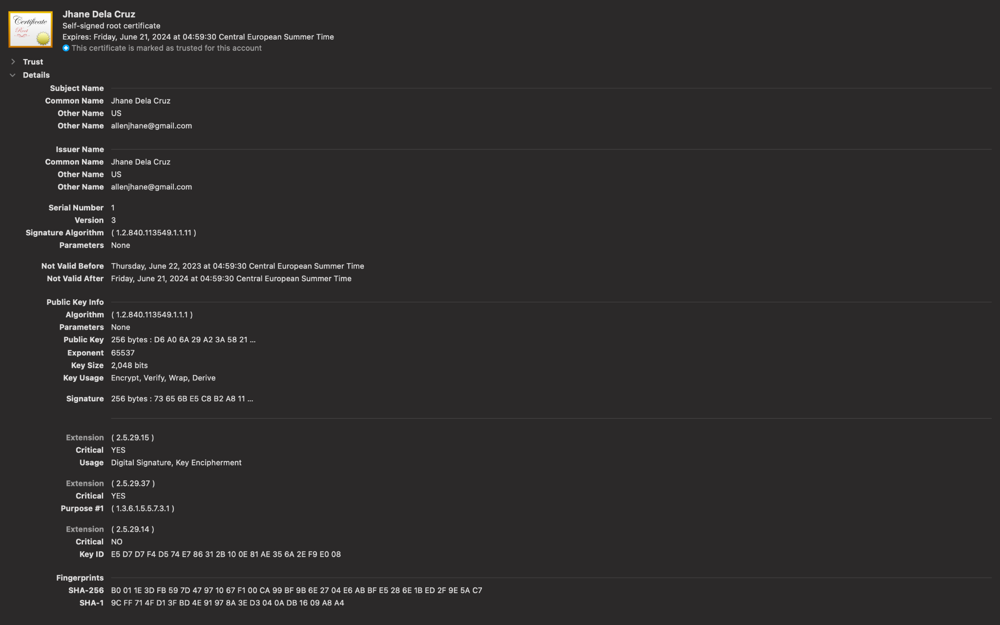 Certificate
Root
Jhane Dela Cruz
Self-signed root certificate
Expires: Friday, June 21, 2024 at 04:59:30 Central European Summer Time
This certificate is marked as trusted for this account
Trust
Details
Subject Name
Common Name Jhane Dela Cruz
Other Name US
Other Name allenjhane@gmail.com
Issuer Name
Common Name Jhane Dela Cruz
Other Name US
Other Name allenjhane@gmail.com
Serial Number 1
Version 3
Signature Algorithm ( 1.2.840.113549.1.1.11 )
Parameters None
Not Valid Before Thursday, June 22, 2023 at 04:59:30 Central European Summer Time
Not Valid After Friday, June 21, 2024 at 04:59:30 Central European Summer Time
Public Key Info
Algorithm ( 1.2.840.113549.1.1.1 )
Parameters None
Public Key 256 bytes : D6 A0 6A 29 A2 3A 58 21 ...
Exponent 65537
Key Size 2,048 bits
Key Usage Encrypt, Verify, Wrap, Derive
Signature 256 bytes : 73 65 6B E5 C8 B2 A8 11 ...
Extension ( 2.5.29.15 )
Critical YES
Usage Digital Signature, Key Encipherment
Extension ( 2.5.29.37 )
Critical YES
Purpose #1 ( 1.3.6.1.5.5.7.3.1 )
Extension ( 2.5.29.14 )
Critical NO
Key ID E5 D7 D7 F4 D5 74 E7 86 31 2B 10 0E 81 AE 35 6A 2E F9 E0 08
Fingerprints
SHA-256 B0 01 1E 3D FB 59 7D 47 97 10 67 F1 00 CA 99 BF 9B 6E 27 04 E6 AB BF E5 28 6E 1B ED 2F 9E 5A C7
SHA-1 9C FF 71 4F D1 3F BD 4E 91 97 8A 3E D3 04 0A DB 16 09 A8 A4